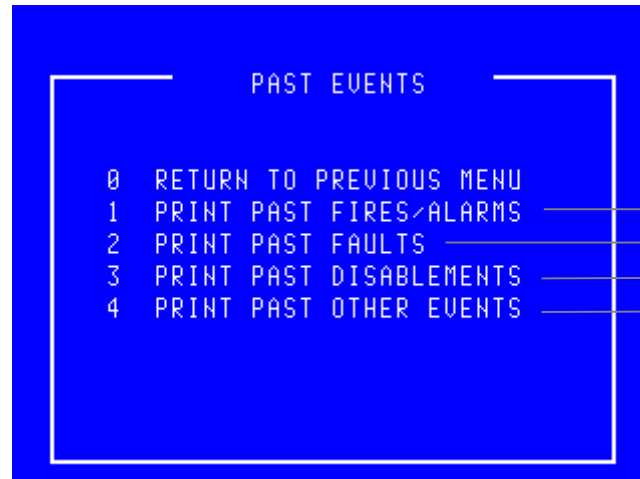 PAST EVENTS
0 RETURN TO PREVIOUS MENU
1 PRINT PAST FIRES/ALARMS
2 PRINT PAST FAULTS
3 PRINT PAST DISABLEMENTS
4 PRINT PAST OTHER EVENTS